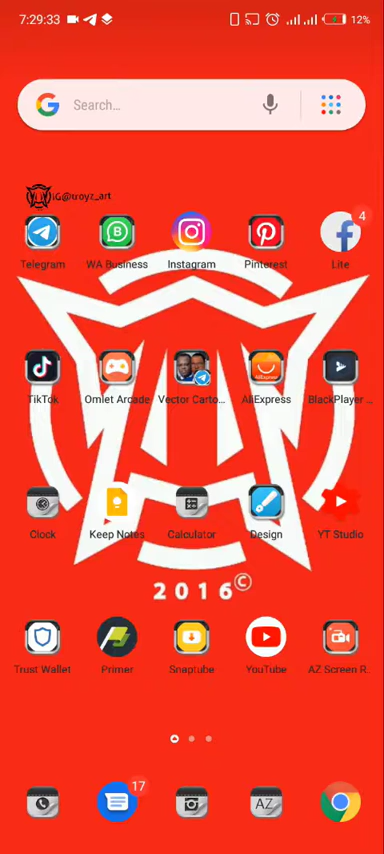 7:29:33
12%
Search...
IG@troyz_art
4
Telegram
WA Business
Instagram
Pinterest
Lite
TikTok
Omlet Arcade
Vector Carto...
AliExpress
BlackPlayer ...
Clock
Keep Notes
Calculator
Design
YT Studio
2016©
Trust Wallet
Primer
Snaptube
YouTube
AZ Screen R..
17
AZ